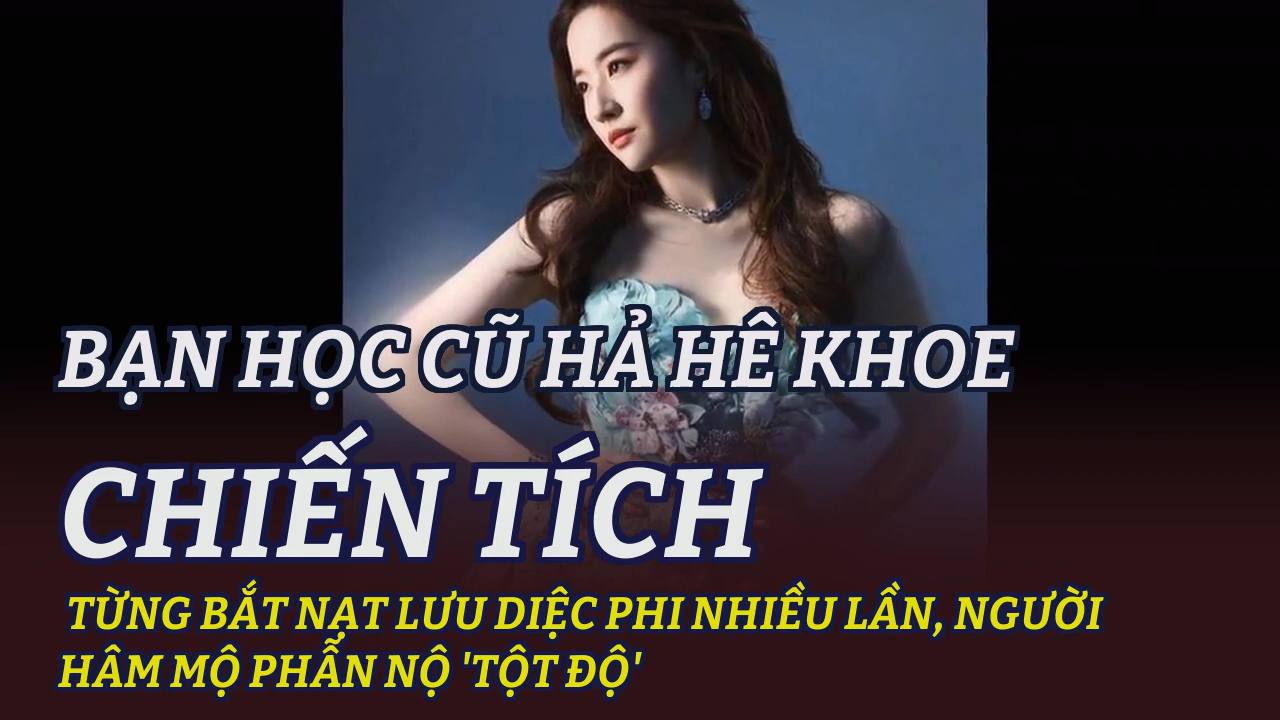 BẠN HỌC CŨ HẢ HÊ KHOE
CHIẾN TÍCH
TỪNG BẮT NẠT LƯU DIỆC PHI NHIỀU LẦN, NGƯỜI
HÂM MỘ PHẪN NỘ 'TỘT ĐỘ'